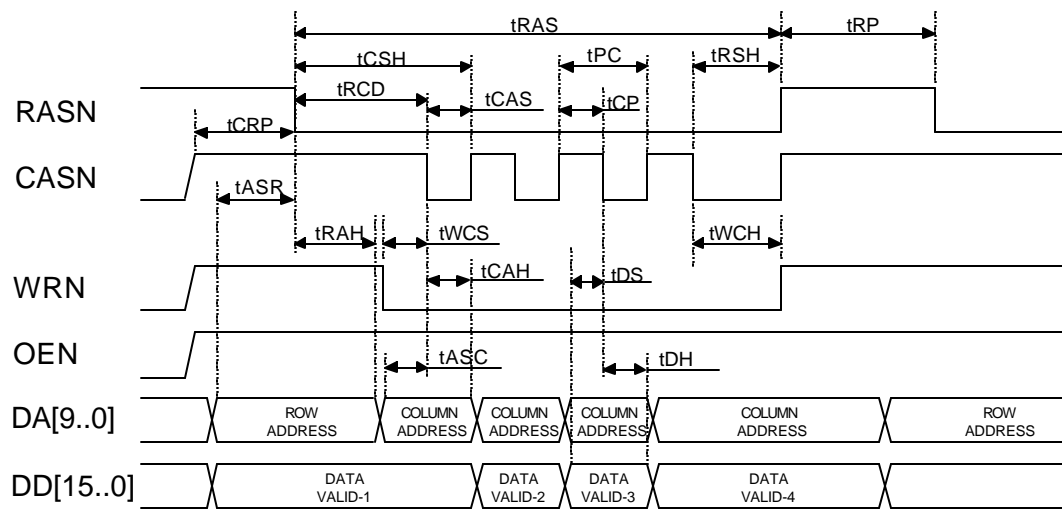 tRAS
tRP
tCSH
tPC
tRSH
tRCD
tCAS
tCP
RASN
tCRP
CASN
tASR
tRAH
tWCS
tWCH
tCAH
tDS
WRN
OEN
tASC
tDH
DA[9..0]
ROW ADDRESS
COLUMN ADDRESS
COLUMN ADDRESS
COLUMN ADDRESS
COLUMN ADDRESS
ROW ADDRESS
DD[15..0]
DATA VALID-1
DATA VALID-2
DATA VALID-3
DATA VALID-4